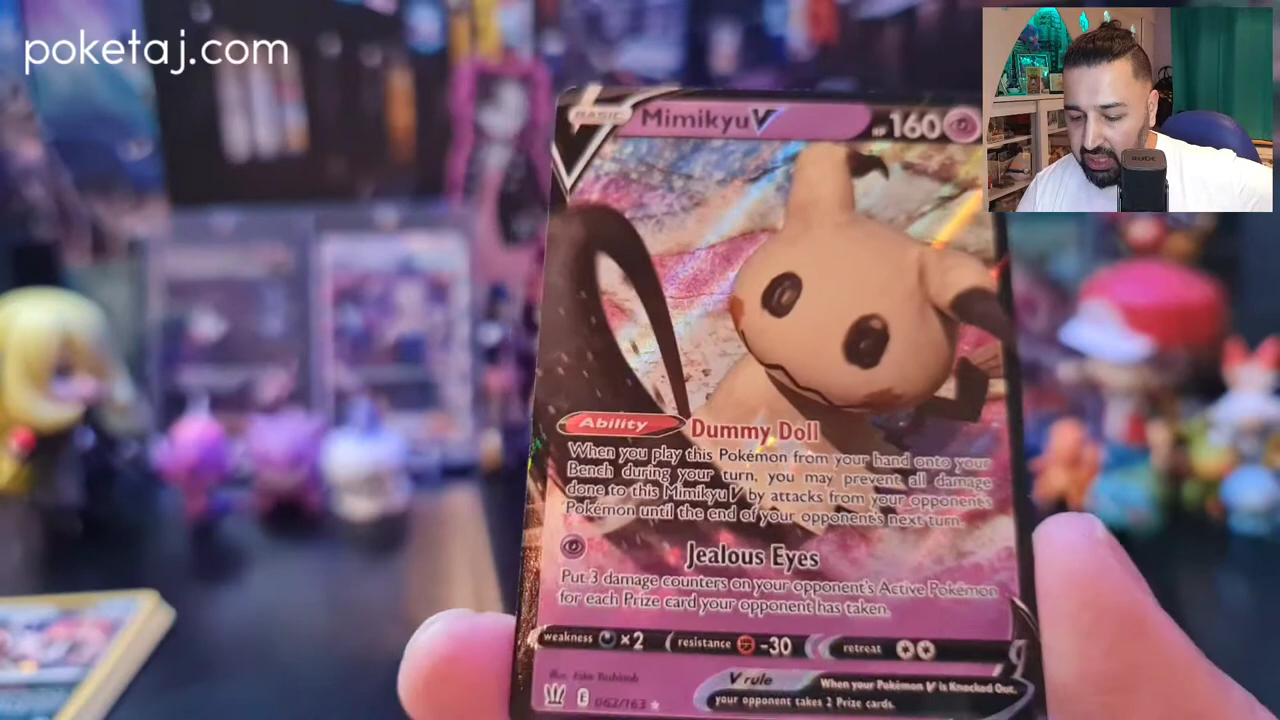 poketaj.com
BASIC Mimikyu V HP 160
RODE
Ability Dummy Doll
When you play this Pokémon from your hand onto your
Bench during your turn, you may prevent all damage
done to this Mimikyu V by attacks from your opponent's
Pokémon until the end of your opponent's next turn.
Jealous Eyes
Put 3 damage counters on your opponent's Active Pokémon
for each Prize card your opponent has taken.
weakness ×2 resistance -30 retreat
V rule When your Pokémon V is Knocked Out,
your opponent takes 2 Prize cards.
E 062/163